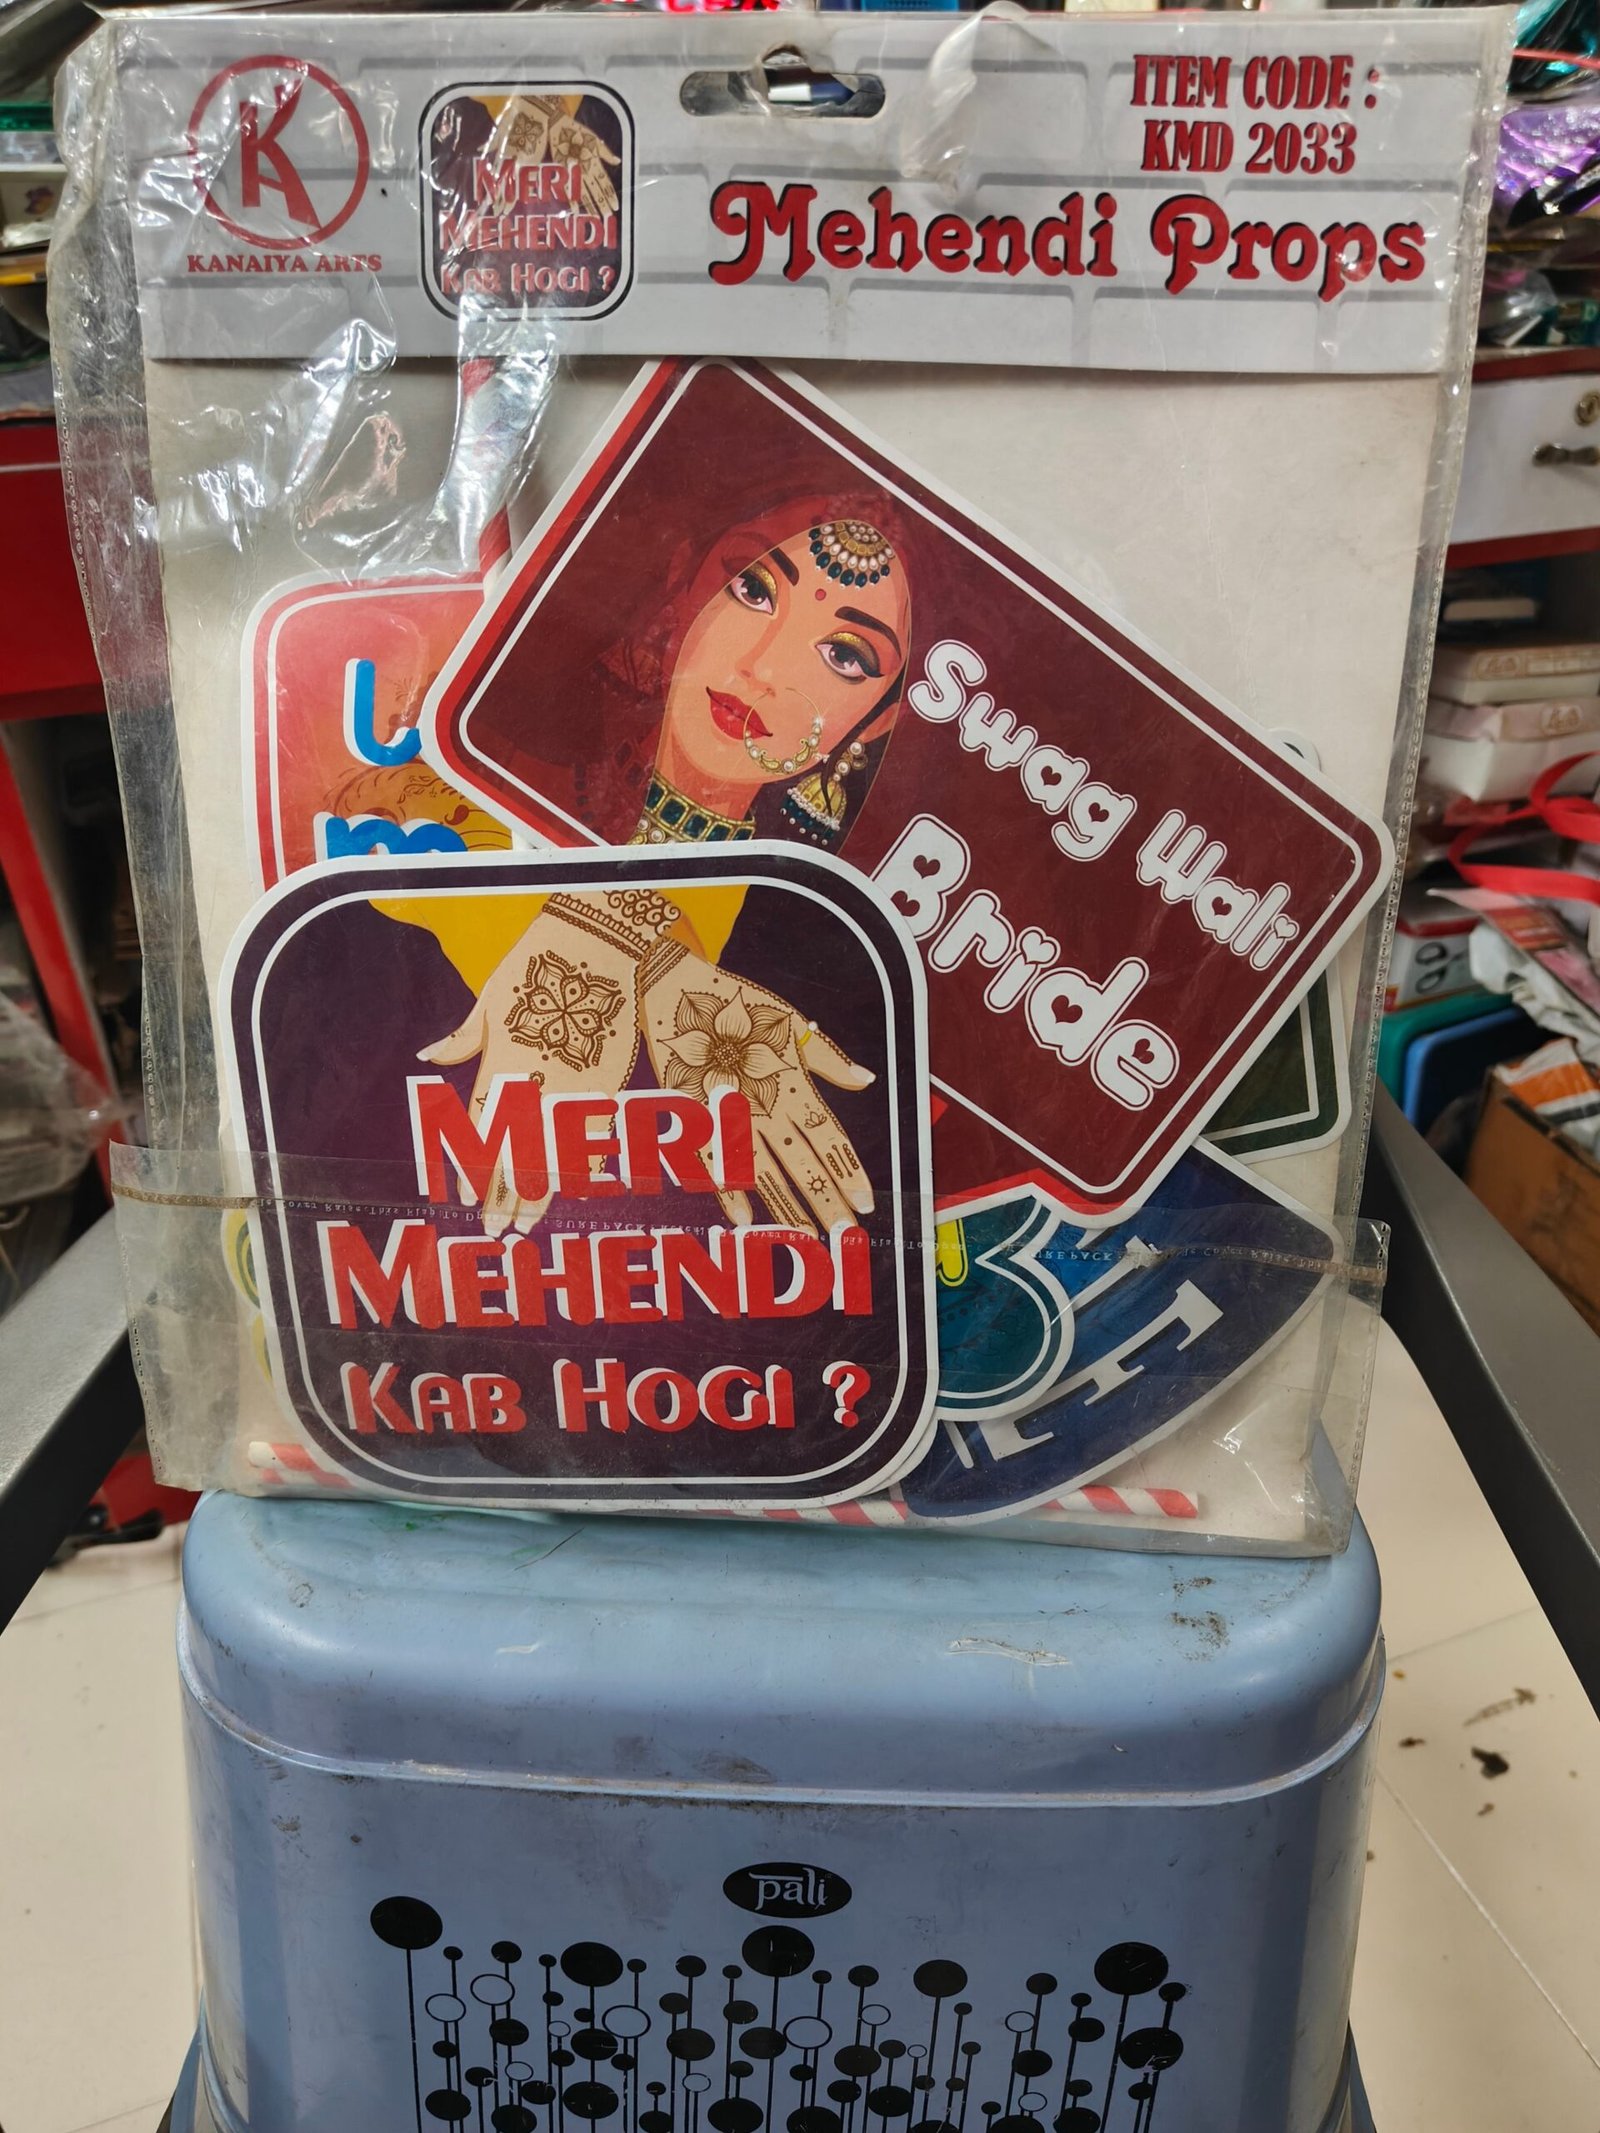 KANAIYA ARTS
MERI
MEHENDI
KAB HOGI ?
ITEM CODE :
KMD 2033
Mehendi Props
Swag Wali
Bride
MERI
MEHENDI
KAB HOGI ?
pali